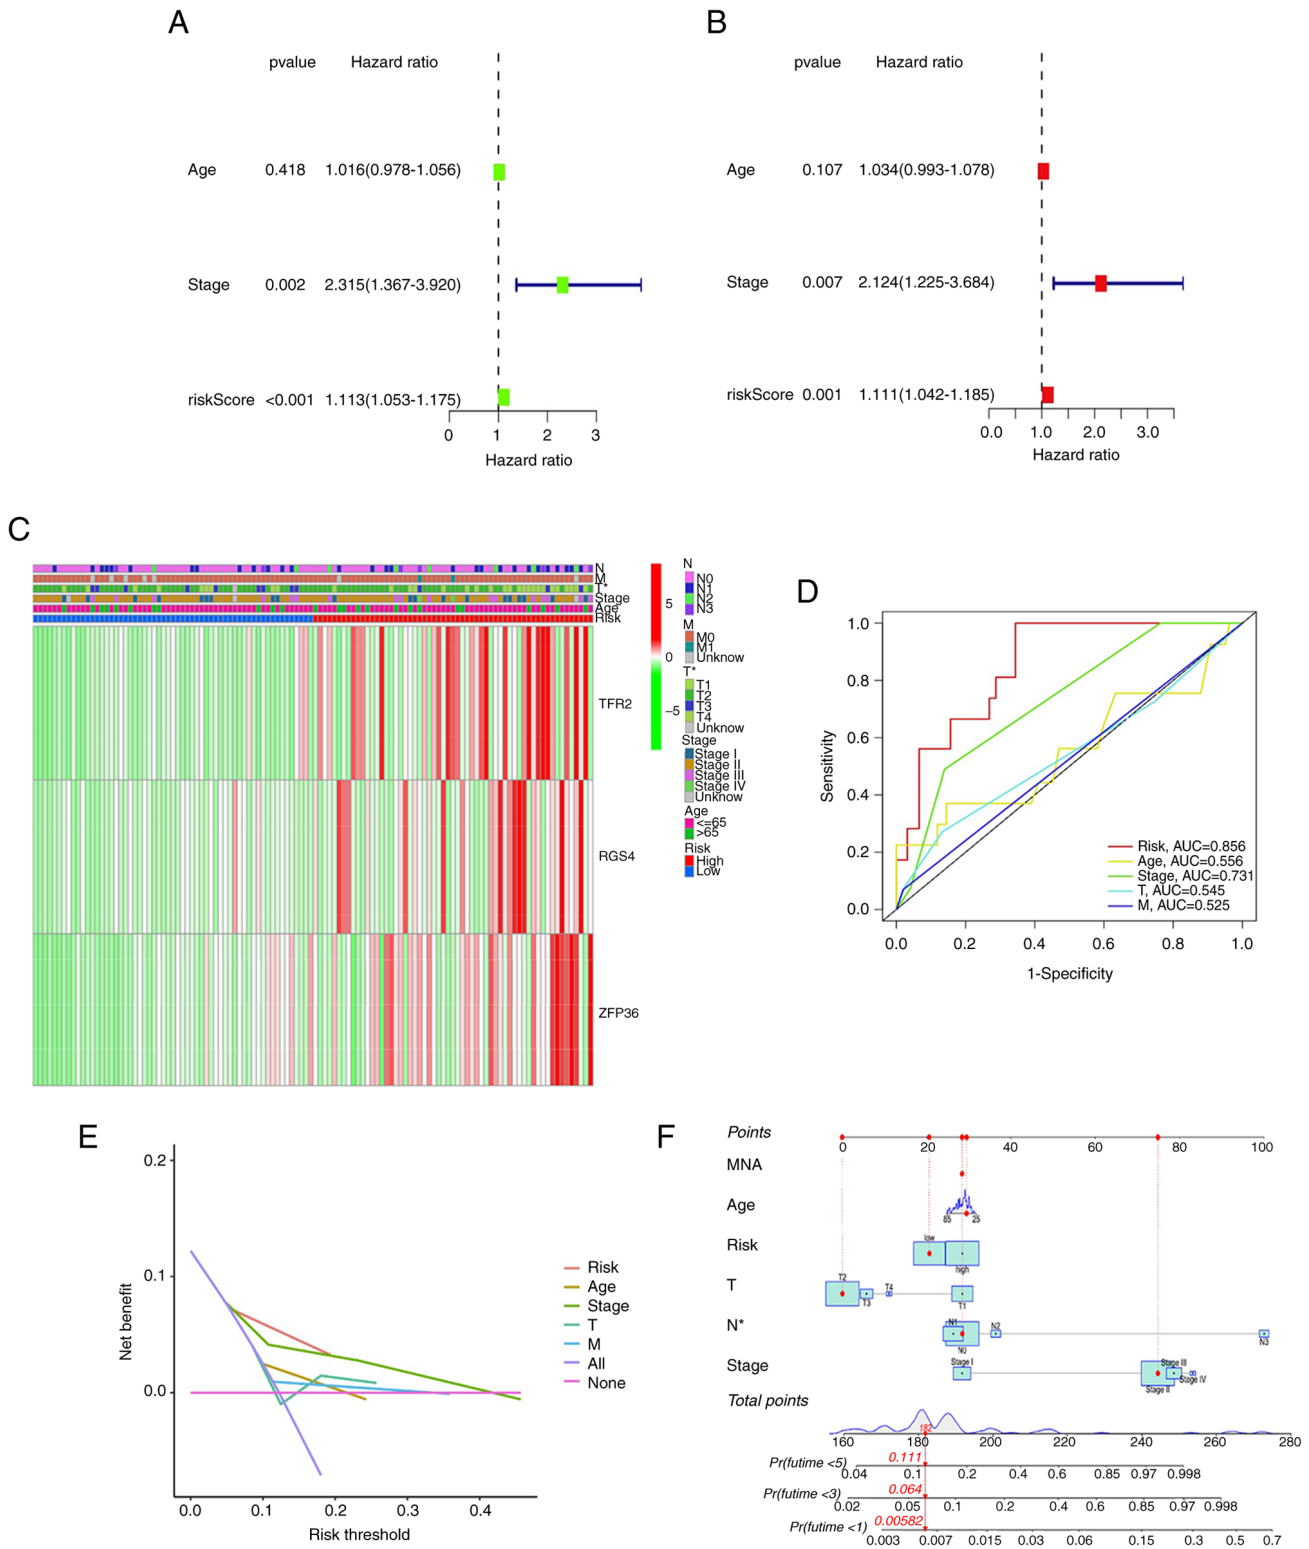 A
pvalue Hazard ratio
Age 0.418 1.016(0.978-1.056)
Stage 0.002 2.315(1.367-3.920)
riskScore <0.001 1.113(1.053-1.175)
0 1 2 3
Hazard ratio
B
pvalue Hazard ratio
Age 0.107 1.034(0.993-1.078)
Stage 0.007 2.124(1.225-3.684)
riskScore 0.001 1.111(1.042-1.185)
0.0 1.0 2.0 3.0
Hazard ratio
C
N
M
T*
Stage
Age
Risk
TFR2
RGS4
ZFP36
5
0
−5
N
N0
N1
N2
N3
M
M0
M1
Unknow
T*
T1
T2
T3
T4
Unknow
Stage
Stage I
Stage II
Stage III
Stage IV
Unknow
Age
<=65
>65
Risk
High
Low
D
Sensitivity
1.0
0.8
0.6
0.4
0.2
0.0
Risk, AUC=0.856
Age, AUC=0.556
Stage, AUC=0.731
T, AUC=0.545
M, AUC=0.525
0.0 0.2 0.4 0.6 0.8 1.0
1-Specificity
E
Net benefit
0.2
0.1
0.0
Risk
Age
Stage
T
M
All
None
0.0 0.1 0.2 0.3 0.4
Risk threshold
F
Points
0 20 40 60 80 100
MNA
Age
85 25
Risk
low
high
T
T2
T3
T4
T1
N*
N1
N0
N2
N3
Stage
Stage I
Stage III
Stage II
Stage IV
Total points
182
160 180 200 220 240 260 280
Pr(futime <5) 0.111
0.04 0.1 0.2 0.4 0.6 0.85 0.97 0.998
Pr(futime <3) 0.064
0.02 0.05 0.1 0.2 0.4 0.6 0.85 0.97 0.998
Pr(futime <1) 0.00582
0.003 0.007 0.015 0.03 0.06 0.15 0.3 0.5 0.7